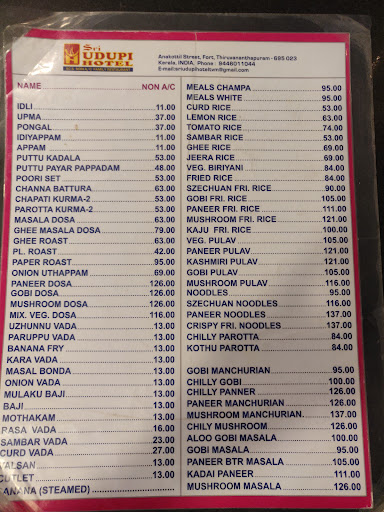 Sri
UDUPI
HOTEL
Anakottil Street, Fort, Thiruvananthapuram - 695 023
Kerala, INDIA. Phone : 9446011044
E-mail:sriudupihoteltvm@gmail.com
NAME NON A/C
IDLI 11.00
UPMA 37.00
PONGAL 37.00
IDIYAPPAM 11.00
APPAM 11.00
PUTTU KADALA 53.00
PUTTU PAYAR PAPPADAM 48.00
POORI SET 53.00
CHANNA BATTURA 63.00
CHAPATI KURMA-2 63.00
PAROTTA KURMA-2 63.00
MASALA DOSA 63.00
GHEE MASALA DOSA 79.00
GHEE ROAST 63.00
PL. ROAST 42.00
PAPER ROAST 95.00
ONION UTHAPPAM 69.00
PANEER DOSA 126.00
GOBI DOSA 126.00
MUSHROOM DOSA 126.00
MIX. VEG. DOSA 116.00
UZHUNNU VADA 13.00
PARUPPU VADA 13.00
BANANA FRY 13.00
KARA VADA 13.00
MASAL BONDA 13.00
ONION VADA 13.00
MULAKU BAJI 13.00
BAJI 13.00
MOTHAKAM 13.00
RASA VADA 16.00
SAMBAR VADA 23.00
CURD VADA 27.00
13.00
CUTLET 13.00
BANANA (STEAMED)
MEALS CHAMPA 95.00
MEALS WHITE 95.00
CURD RICE 53.00
LEMON RICE 63.00
TOMATO RICE 74.00
SAMBAR RICE 53.00
GHEE RICE 69.00
JEERA RICE 69.00
VEG. BIRIYANI 84.00
FRIED RICE 84.00
SZECHUAN FRI. RICE 90.00
GOBI FRI. RICE 105.00
PANEER FRI. RICE 111.00
MUSHROOM FRI. RICE 121.00
KAJU FRI. RICE 100.00
VEG. PULAV 105.00
PANEER PULAV 121.00
KASHMIRI PULAV 121.00
GOBI PULAV 105.00
MUSHROOM PULAV 116.00
NOODLES 95.00
SZECHUAN NOODLES 116.00
PANEER NOODLES 137.00
CRISPY FRI. NOODLES 137.00
CHILLY PAROTTA 84.00
KOTHU PAROTTA 84.00
GOBI MANCHURIAN 95.00
CHILLY GOBI 100.00
CHILLY PANNER 126.00
PANEER MANCHURIAN 126.00
MUSHROOM MANCHURIAN. 137.00
CHILY MUSHROOM 126.00
ALOO GOBI MASALA 100.00
GOBI MASALA 95.00
PANEER BTR MASALA 105.00
KADAI PANEER 111.00
MUSHROOM MASALA 126.00